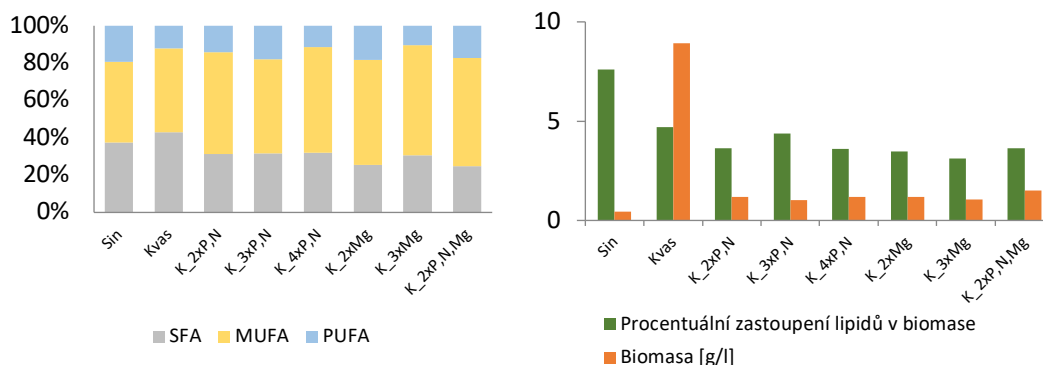 100%
80%
60%
40%
20%
0%
Sin
Kvas
K_2xP,N
K_3xP,N
K_4xP,N
K_2xMg
K_3xMg
K_2xP,N,Mg
SFA MUFA PUFA
10
5
0
Sin
Kvas
K_2xP,N
K_3xP,N
K_4xP,N
K_2xMg
K_3xMg
K_2xP,N,Mg
Procentuální zastoupení lipidů v biomase
Biomasa [g/l]